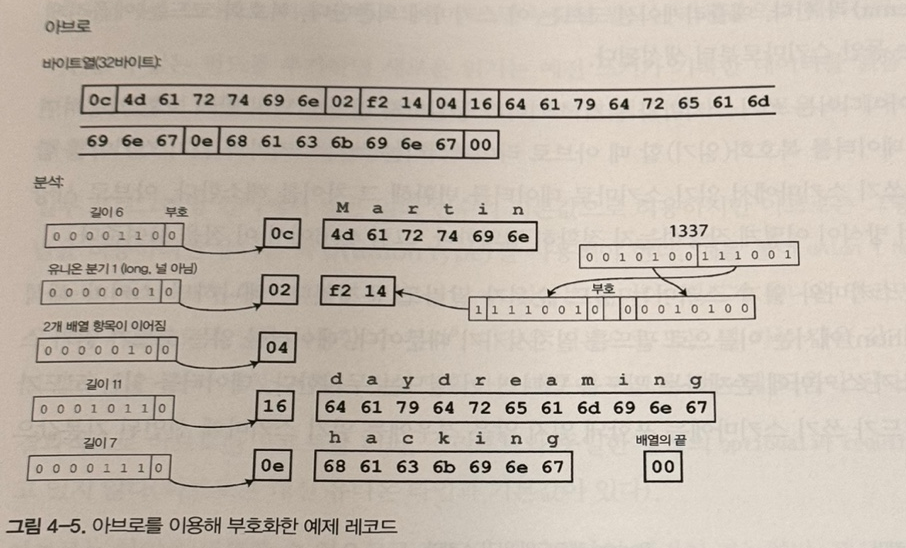 아브로
바이트열(32바이트):
0c 4d 61 72 74 69 6e 02 f2 14 04 16 64 61 79 64 72 65 61 6d
69 6e 67 0e 68 61 63 6b 69 6e 67 00
분석:
길이 6 부호
M a r t i n
0 0 0 0 1 1 0 0
0c
4d 61 72 74 69 6e
1337
0 0 1 0 1 0 0 1 1 1 0 0 1
유니온 분기 1 (long, 널 아님)
0 0 0 0 0 0 1 0
02
f2 14
부호
1 1 1 1 0 0 1 0 0 0 0 1 0 1 0 0
2개 배열 항목이 이어짐
0 0 0 0 0 1 0 0
04
길이 11
d a y d r e a m i n g
0 0 0 1 0 1 1 0
16
64 61 79 64 72 65 61 6d 69 6e 67
길이 7
h a c k i n g
배열의 끝
0 0 0 0 1 1 1 0
0e
68 61 63 6b 69 6e 67
00
그림 4-5. 아브로를 이용해 부호화한 예제 레코드